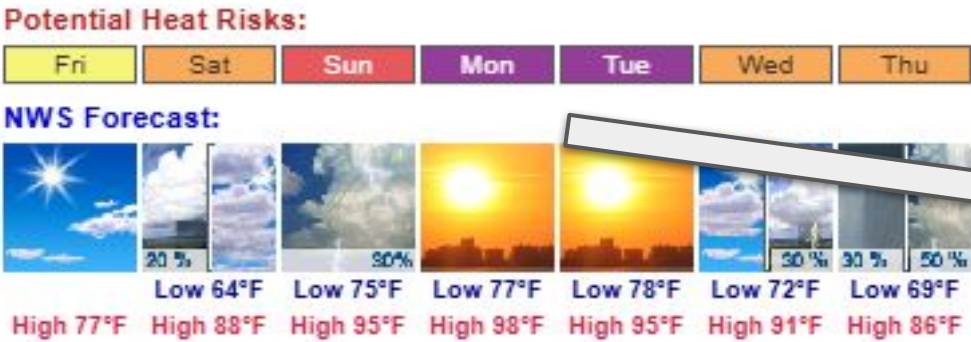 Potential Heat Risks:
Fri Sat Sun Mon Tue Wed Thu
NWS Forecast:
20 % 30% 30 % 30 % 50 %
Low 64°F Low 75°F Low 77°F Low 78°F Low 72°F Low 69°F
High 77°F High 88°F High 95°F High 98°F High 95°F High 91°F High 86°F